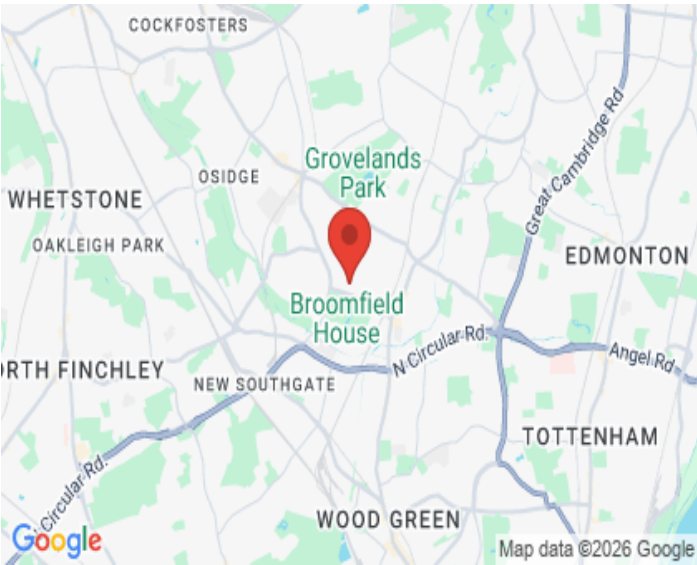 COCKFOSTERS
Grovelands
Park
OSIDGE
WHETSTONE
OAKLEIGH PARK
Great Cambridge Rd
EDMONTON
Broomfield
House
N Circular Rd.
Angel Rd
RTH FINCHLEY
NEW SOUTHGATE
TOTTENHAM
Circular Rd.
WOOD GREEN
Google
Map data ©2026 Google